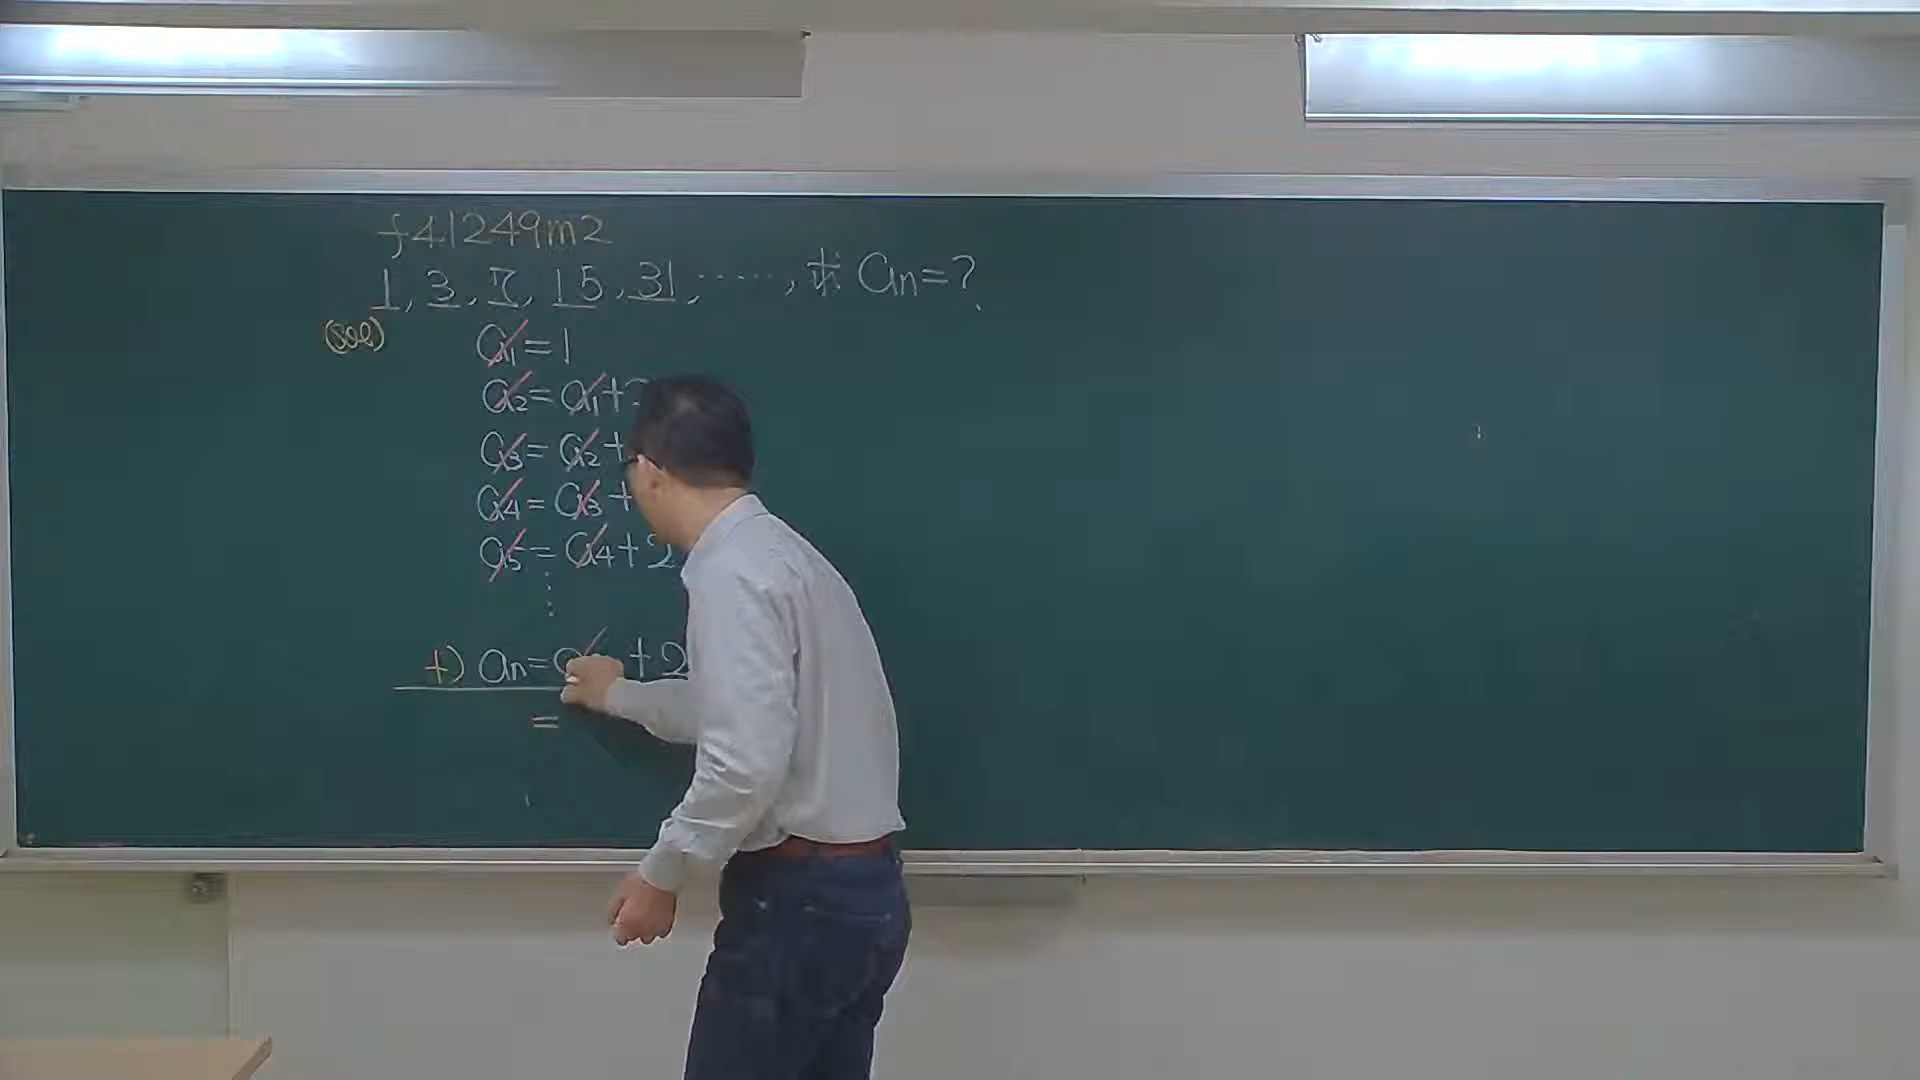 f41249m2
1, 3, 7, 15, 31, ......, 求 an=?
(sol)
a1=1
a2=a1+
a3=a2+
a4=a3+
a5=a4+2
⋮
+) an= +2
=